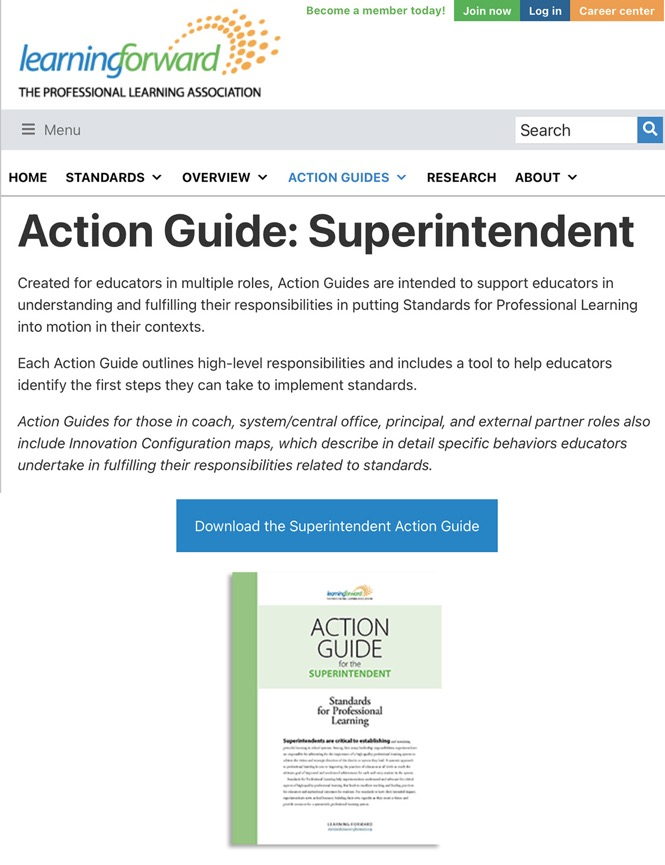 Become a member today! Join now Log in Career center
learningforward
THE PROFESSIONAL LEARNING ASSOCIATION
Menu
Search
HOME STANDARDS OVERVIEW ACTION GUIDES RESEARCH ABOUT
Action Guide: Superintendent
Created for educators in multiple roles, Action Guides are intended to support educators in
understanding and fulfilling their responsibilities in putting Standards for Professional Learning
into motion in their contexts.
Each Action Guide outlines high-level responsibilities and includes a tool to help educators
identify the first steps they can take to implement standards.
Action Guides for those in coach, system/central office, principal, and external partner roles also
include Innovation Configuration maps, which describe in detail specific behaviors educators
undertake in fulfilling their responsibilities related to standards.
Download the Superintendent Action Guide
learningforward
ACTION
GUIDE
for the
SUPERINTENDENT
Standards
for Professional
Learning
Superintendents are critical to establishing
LEARNING FORWARD